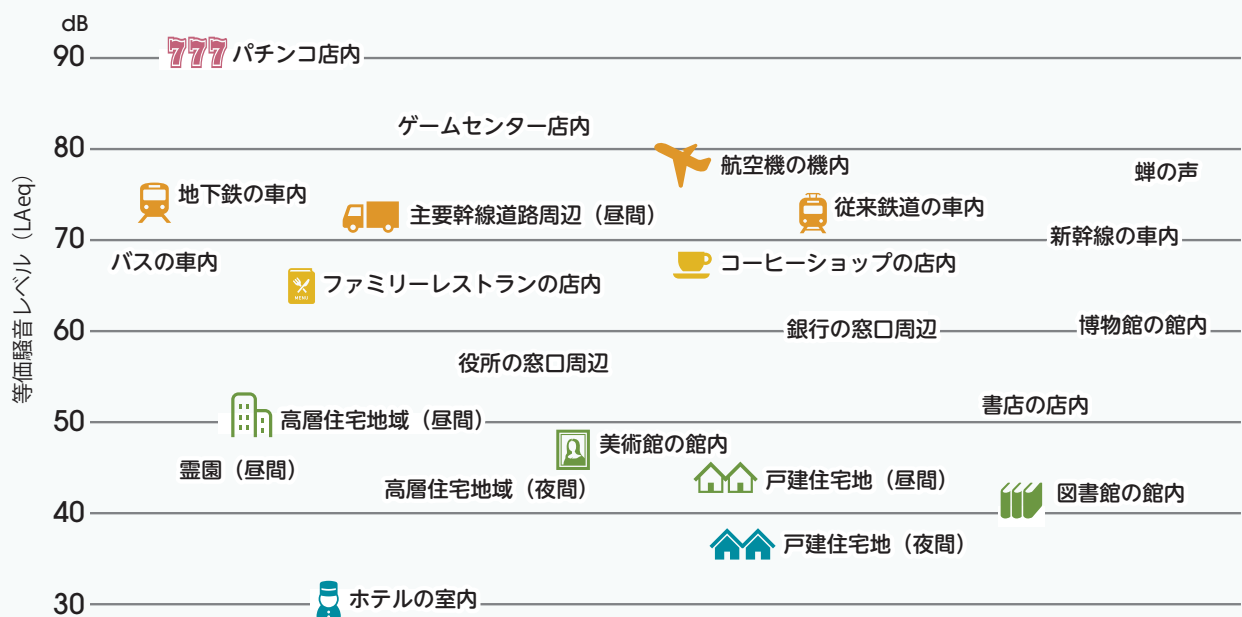 dB
90
777 パチンコ店内
ゲームセンター店内
80
航空機の機内
蝉の声
地下鉄の車内
従来鉄道の車内
主要幹線道路周辺（昼間）
70
新幹線の車内
バスの車内
コーヒーショップの店内
MENU
ファミリーレストランの店内
等価騒音レベル（LAeq）
60
銀行の窓口周辺
博物館の館内
役所の窓口周辺
書店の店内
50
高層住宅地域（昼間）
美術館の館内
霊園（昼間）
戸建住宅地（昼間）
高層住宅地域（夜間）
図書館の館内
40
戸建住宅地（夜間）
30
ホテルの室内